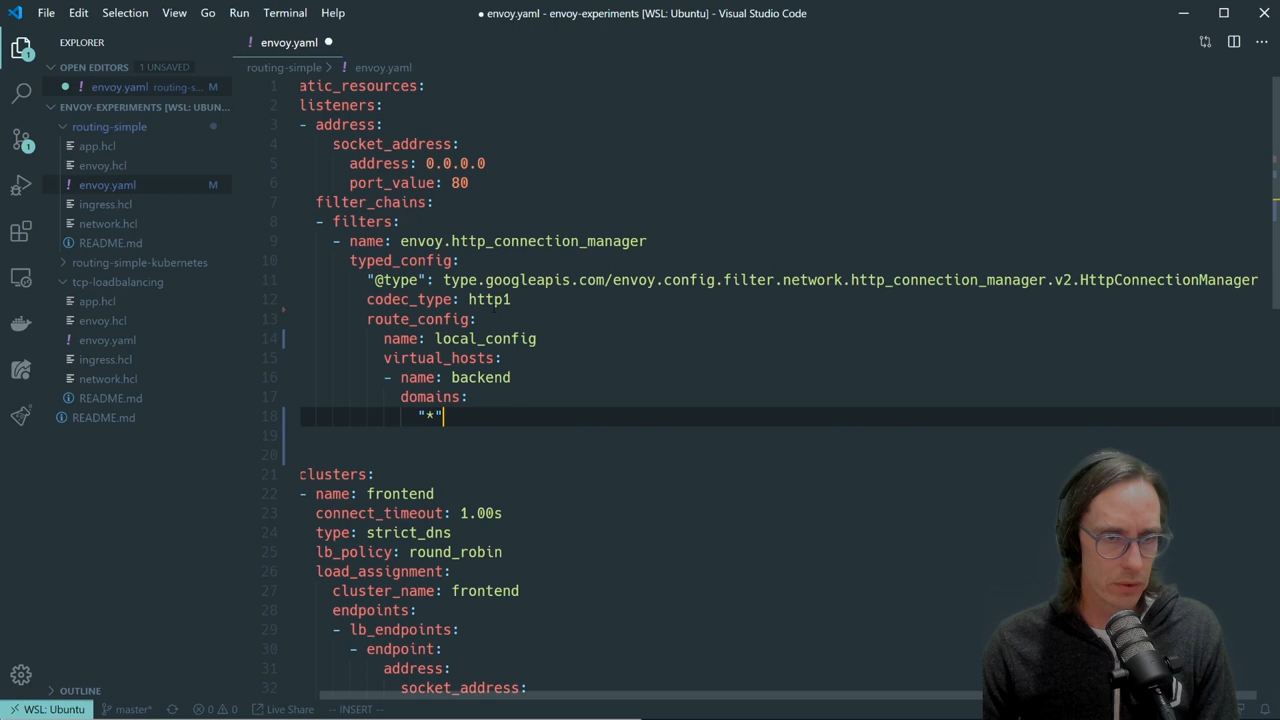 File Edit Selection View Go Run Terminal Help
● envoy.yaml - envoy-experiments [WSL: Ubuntu] - Visual Studio Code
EXPLORER
OPEN EDITORS 1 UNSAVED
envoy.yaml routing-s... M
ENVOY-EXPERIMENTS [WSL: UBUN...
routing-simple
app.hcl
envoy.hcl
envoy.yaml M
ingress.hcl
network.hcl
README.md
routing-simple-kubernetes
tcp-loadbalancing
app.hcl
envoy.hcl
envoy.yaml
ingress.hcl
network.hcl
README.md
README.md
OUTLINE
1
1
! envoy.yaml
routing-simple > ! envoy.yaml
1 atic_resources:
2 listeners:
3 - address:
4 socket_address:
5 address: 0.0.0.0
6 port_value: 80
7 filter_chains:
8 - filters:
9 - name: envoy.http_connection_manager
10 typed_config:
11 "@type": type.googleapis.com/envoy.config.filter.network.http_connection_manager.v2.HttpConnectionManager
12 codec_type: http1
13 route_config:
14 name: local_config
15 virtual_hosts:
16 - name: backend
17 domains:
18 "*"
19
20
21 clusters:
22 - name: frontend
23 connect_timeout: 1.00s
24 type: strict_dns
25 lb_policy: round_robin
26 load_assignment:
27 cluster_name: frontend
28 endpoints:
29 - lb_endpoints:
30 - endpoint:
31 address:
32 socket_address:
WSL: Ubuntu master* 0 0 Live Share -- INSERT --